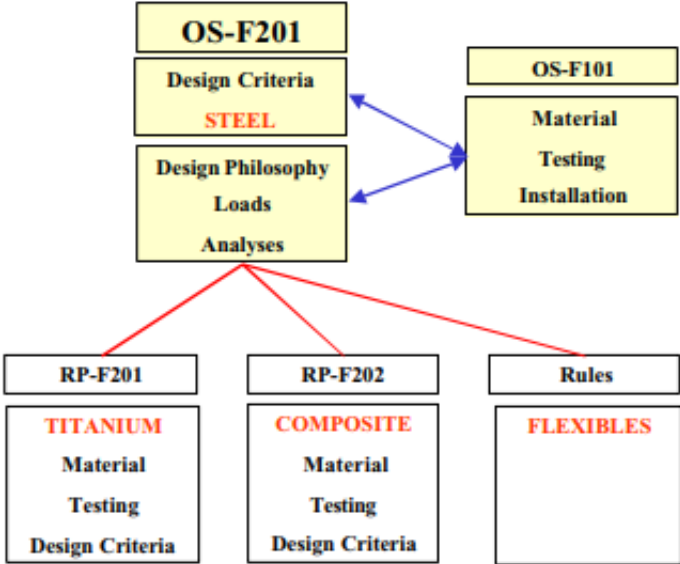 OS-F201
Design Criteria
STEEL
Design Philosophy
Loads
Analyses
OS-F101
Material
Testing
Installation
RP-F201
TITANIUM
Material
Testing
Design Criteria
RP-F202
COMPOSITE
Material
Testing
Design Criteria
Rules
FLEXIBLES